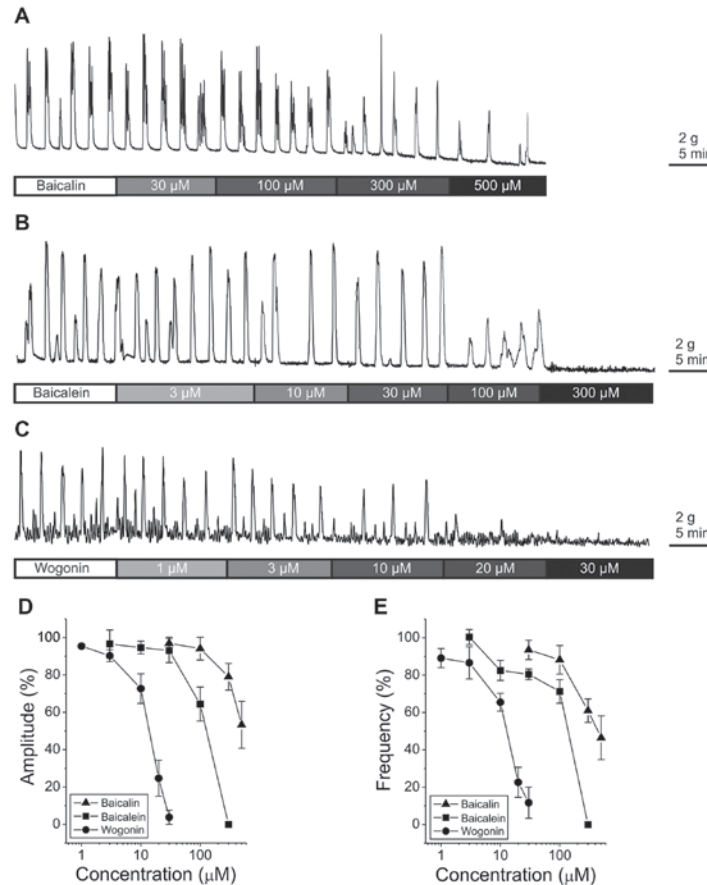 A
2 g
5 min
Baicalin 30 µM 100 µM 300 µM 500 µM
B
2 g
5 min
Baicalein 3 µM 10 µM 30 µM 100 µM 300 µM
C
2 g
5 min
Wogonin 1 µM 3 µM 10 µM 20 µM 30 µM
D E
100 100
80 80
60 60
40 40
20 20
0 0
Amplitude (%) Frequency (%)
Baicalin Baicalin
Baicalein Baicalein
Wogonin Wogonin
1 10 100 1 10 100
Concentration (µM) Concentration (µM)